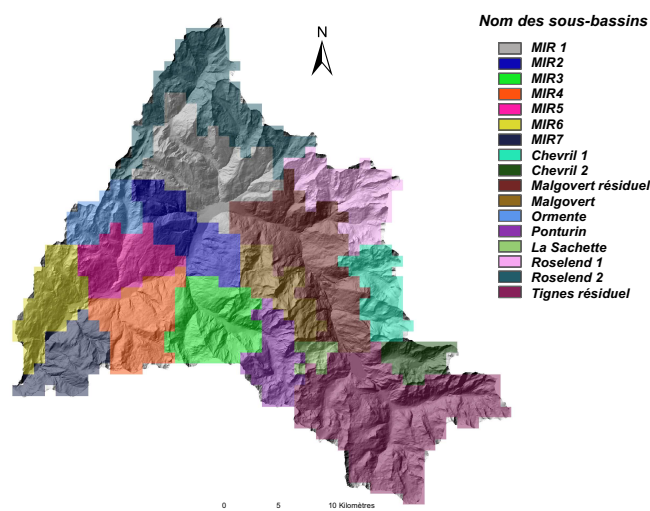 Nom des sous-bassins
N
MIR 1
MIR2
MIR3
MIR4
MIR5
MIR6
MIR7
Chevril 1
Chevril 2
Malgovert résiduel
Malgovert
Ormente
Ponturin
La Sachette
Roselend 1
Roselend 2
Tignes résiduel
0 5 10 Kilomètres